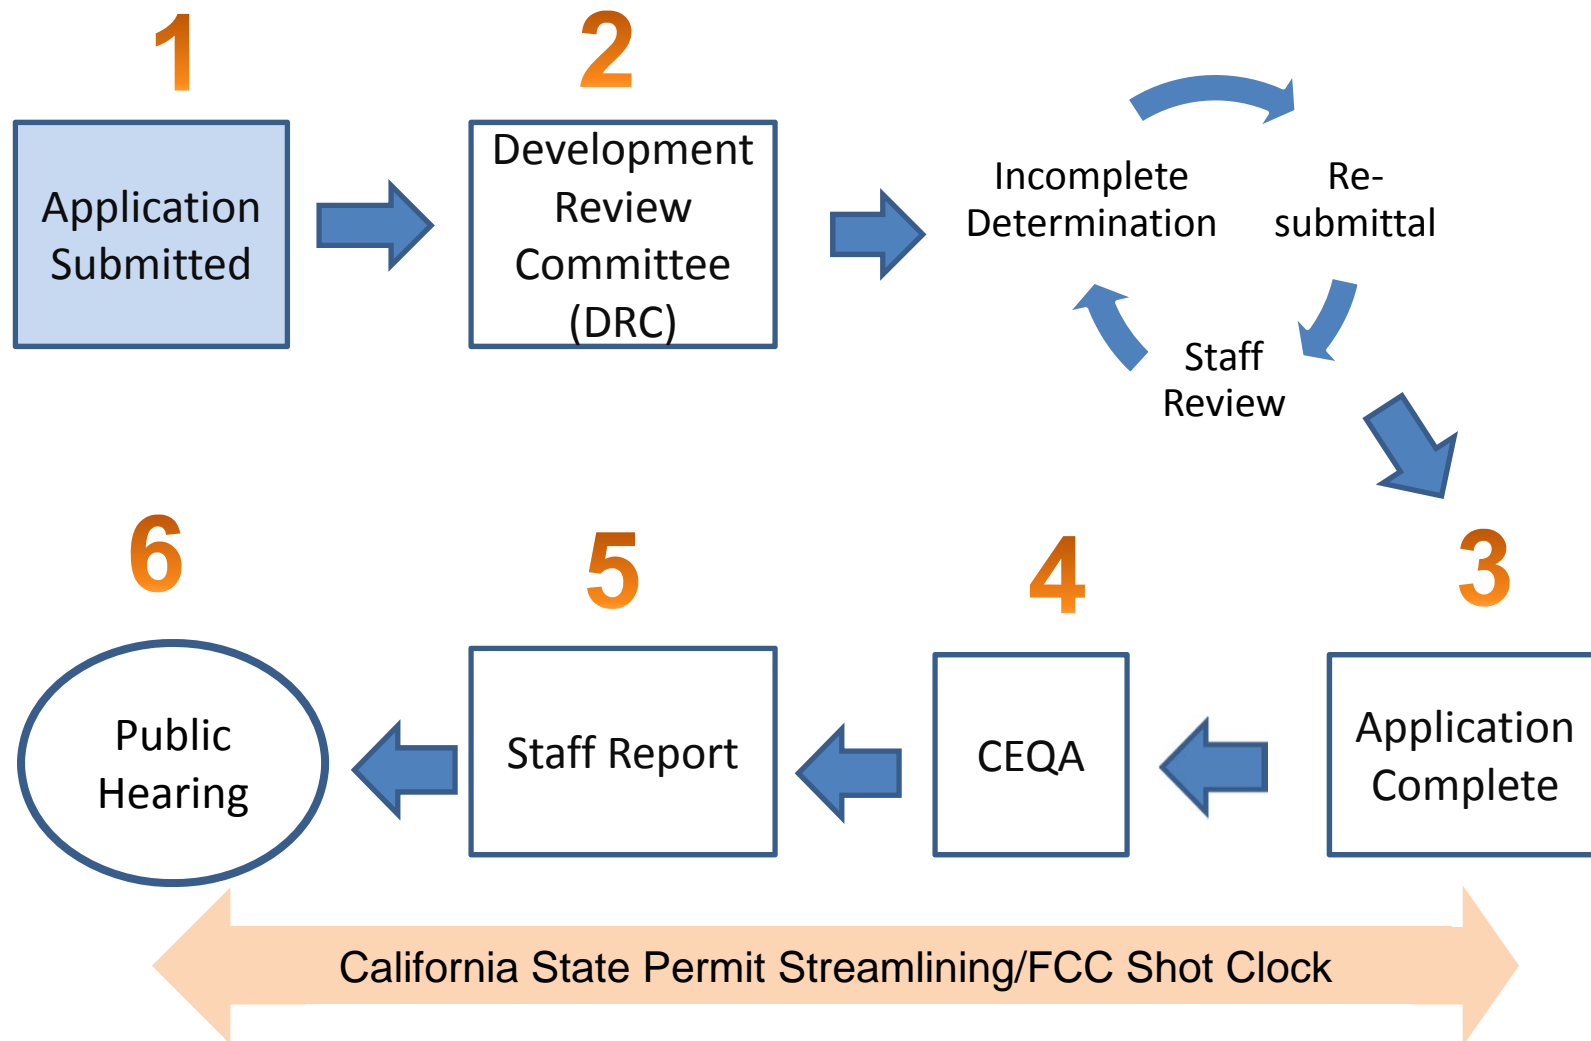 1
2
Application
Submitted
Development
Review
Committee
(DRC)
Incomplete
Determination
Re-
submittal
Staff
Review
6
5
4
3
Public
Hearing
Staff Report
CEQA
Application
Complete
California State Permit Streamlining/FCC Shot Clock